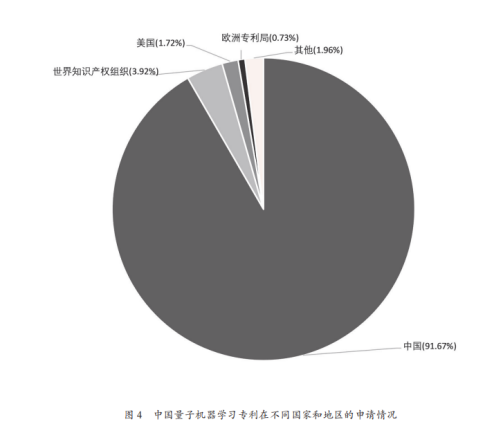 欧洲专利局(0.73%)
美国(1.72%)
其他(1.96%)
世界知识产权组织(3.92%)
中国(91.67%)
图 4 中国量子机器学习专利在不同国家和地区的申请情况